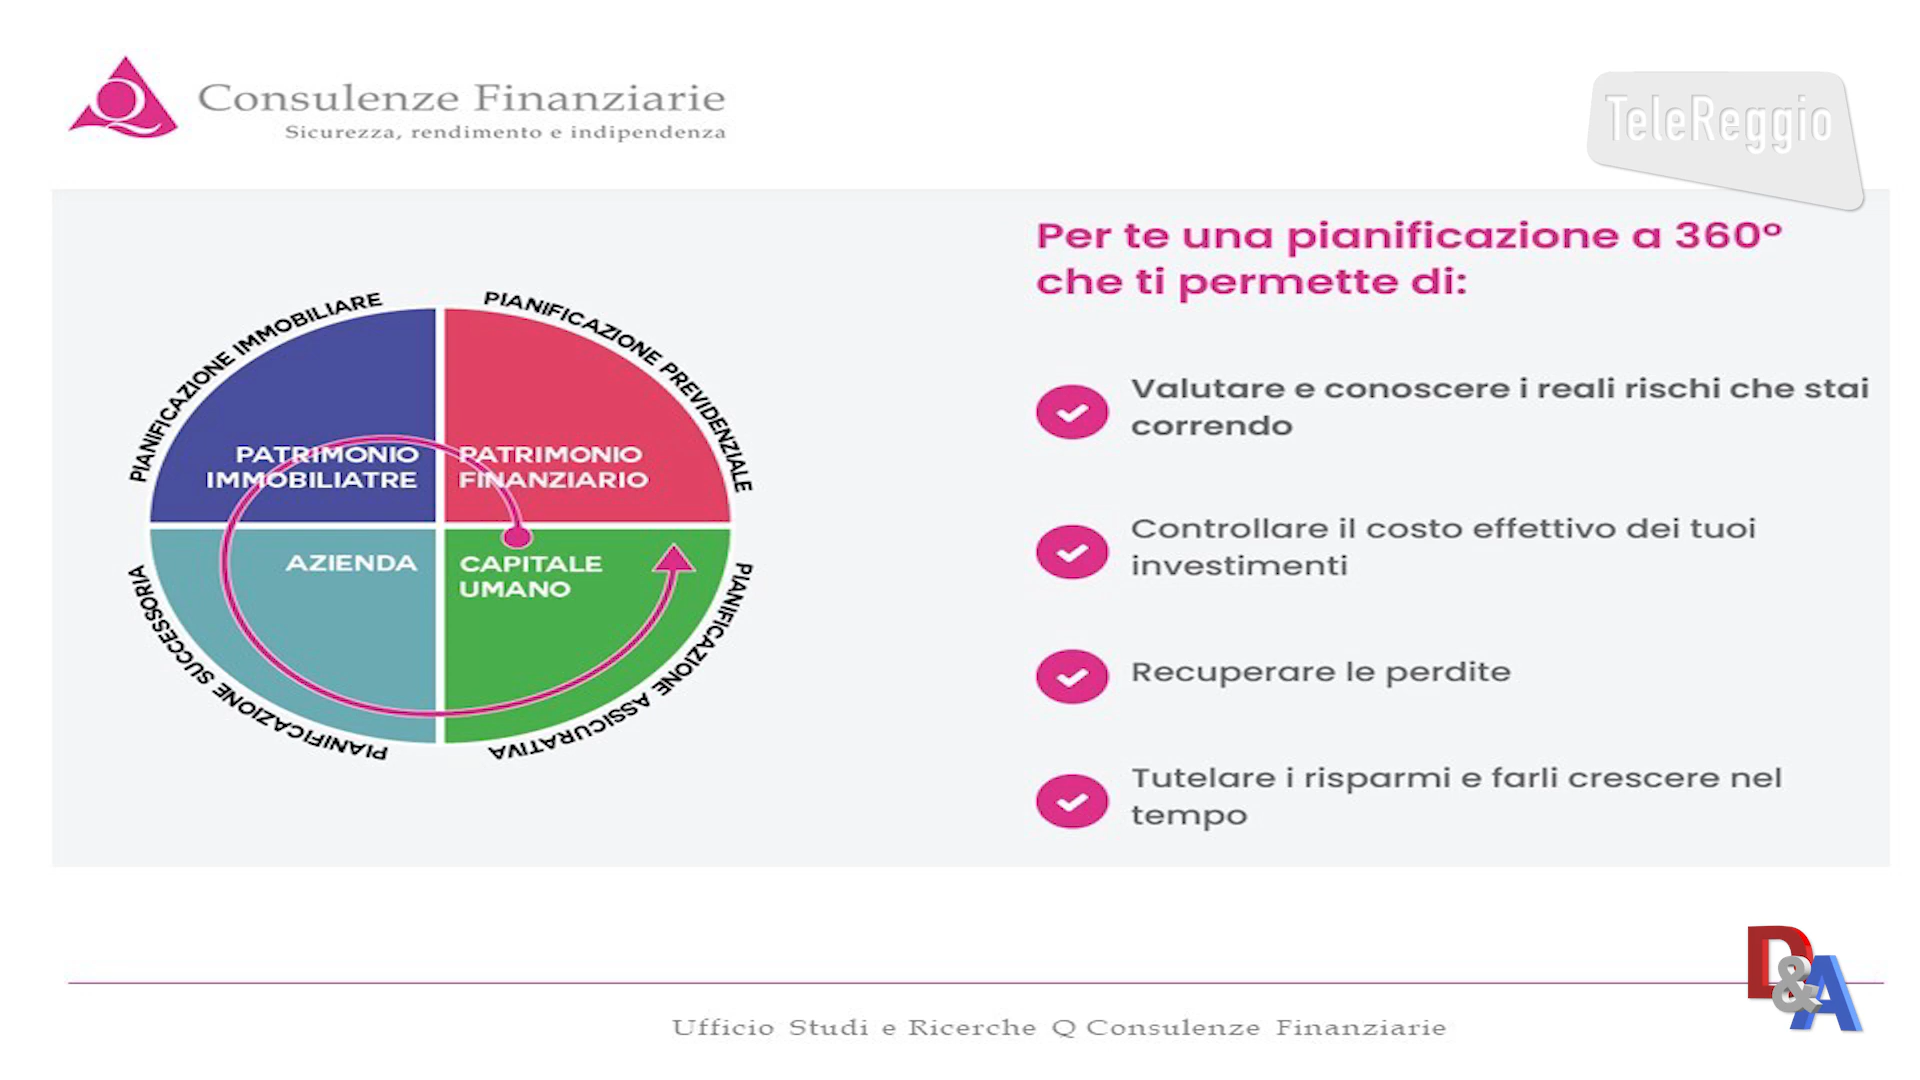 Q Consulenze Finanziarie
Sicurezza, rendimento e indipendenza
TeleReggio
PIANIFICAZIONE IMMOBILIARE
PIANIFICAZIONE PREVIDENZIALE
PATRIMONIO
IMMOBILIATRE
PATRIMONIO
FINANZIARIO
AZIENDA
CAPITALE
UMANO
PIANIFICAZIONE SUCCESSORIA
PIANIFICAZIONE ASSICURATIVA
Per te una pianificazione a 360°
che ti permette di:
Valutare e conoscere i reali rischi che stai
correndo
Controllare il costo effettivo dei tuoi
investimenti
Recuperare le perdite
Tutelare i risparmi e farli crescere nel
tempo
D&A
Ufficio Studi e Ricerche Q Consulenze Finanziarie